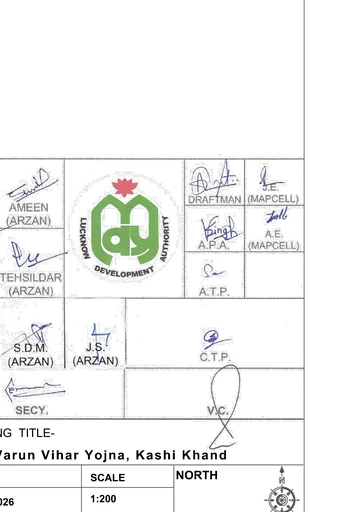 AMEEN
(ARZAN)
LUCKNOW DEVELOPMENT AUTHORITY
DRAFTMAN
J.E.
(MAPCELL)
A.P.A.
A.E.
(MAPCELL)
TEHSILDAR
(ARZAN)
A.T.P.
S.D.M.
(ARZAN)
J.S.
(ARZAN)
C.T.P.
SECY.
V.C.
NG TITLE-
Varun Vihar Yojna, Kashi Khand
SCALE
NORTH
026
1:200
N